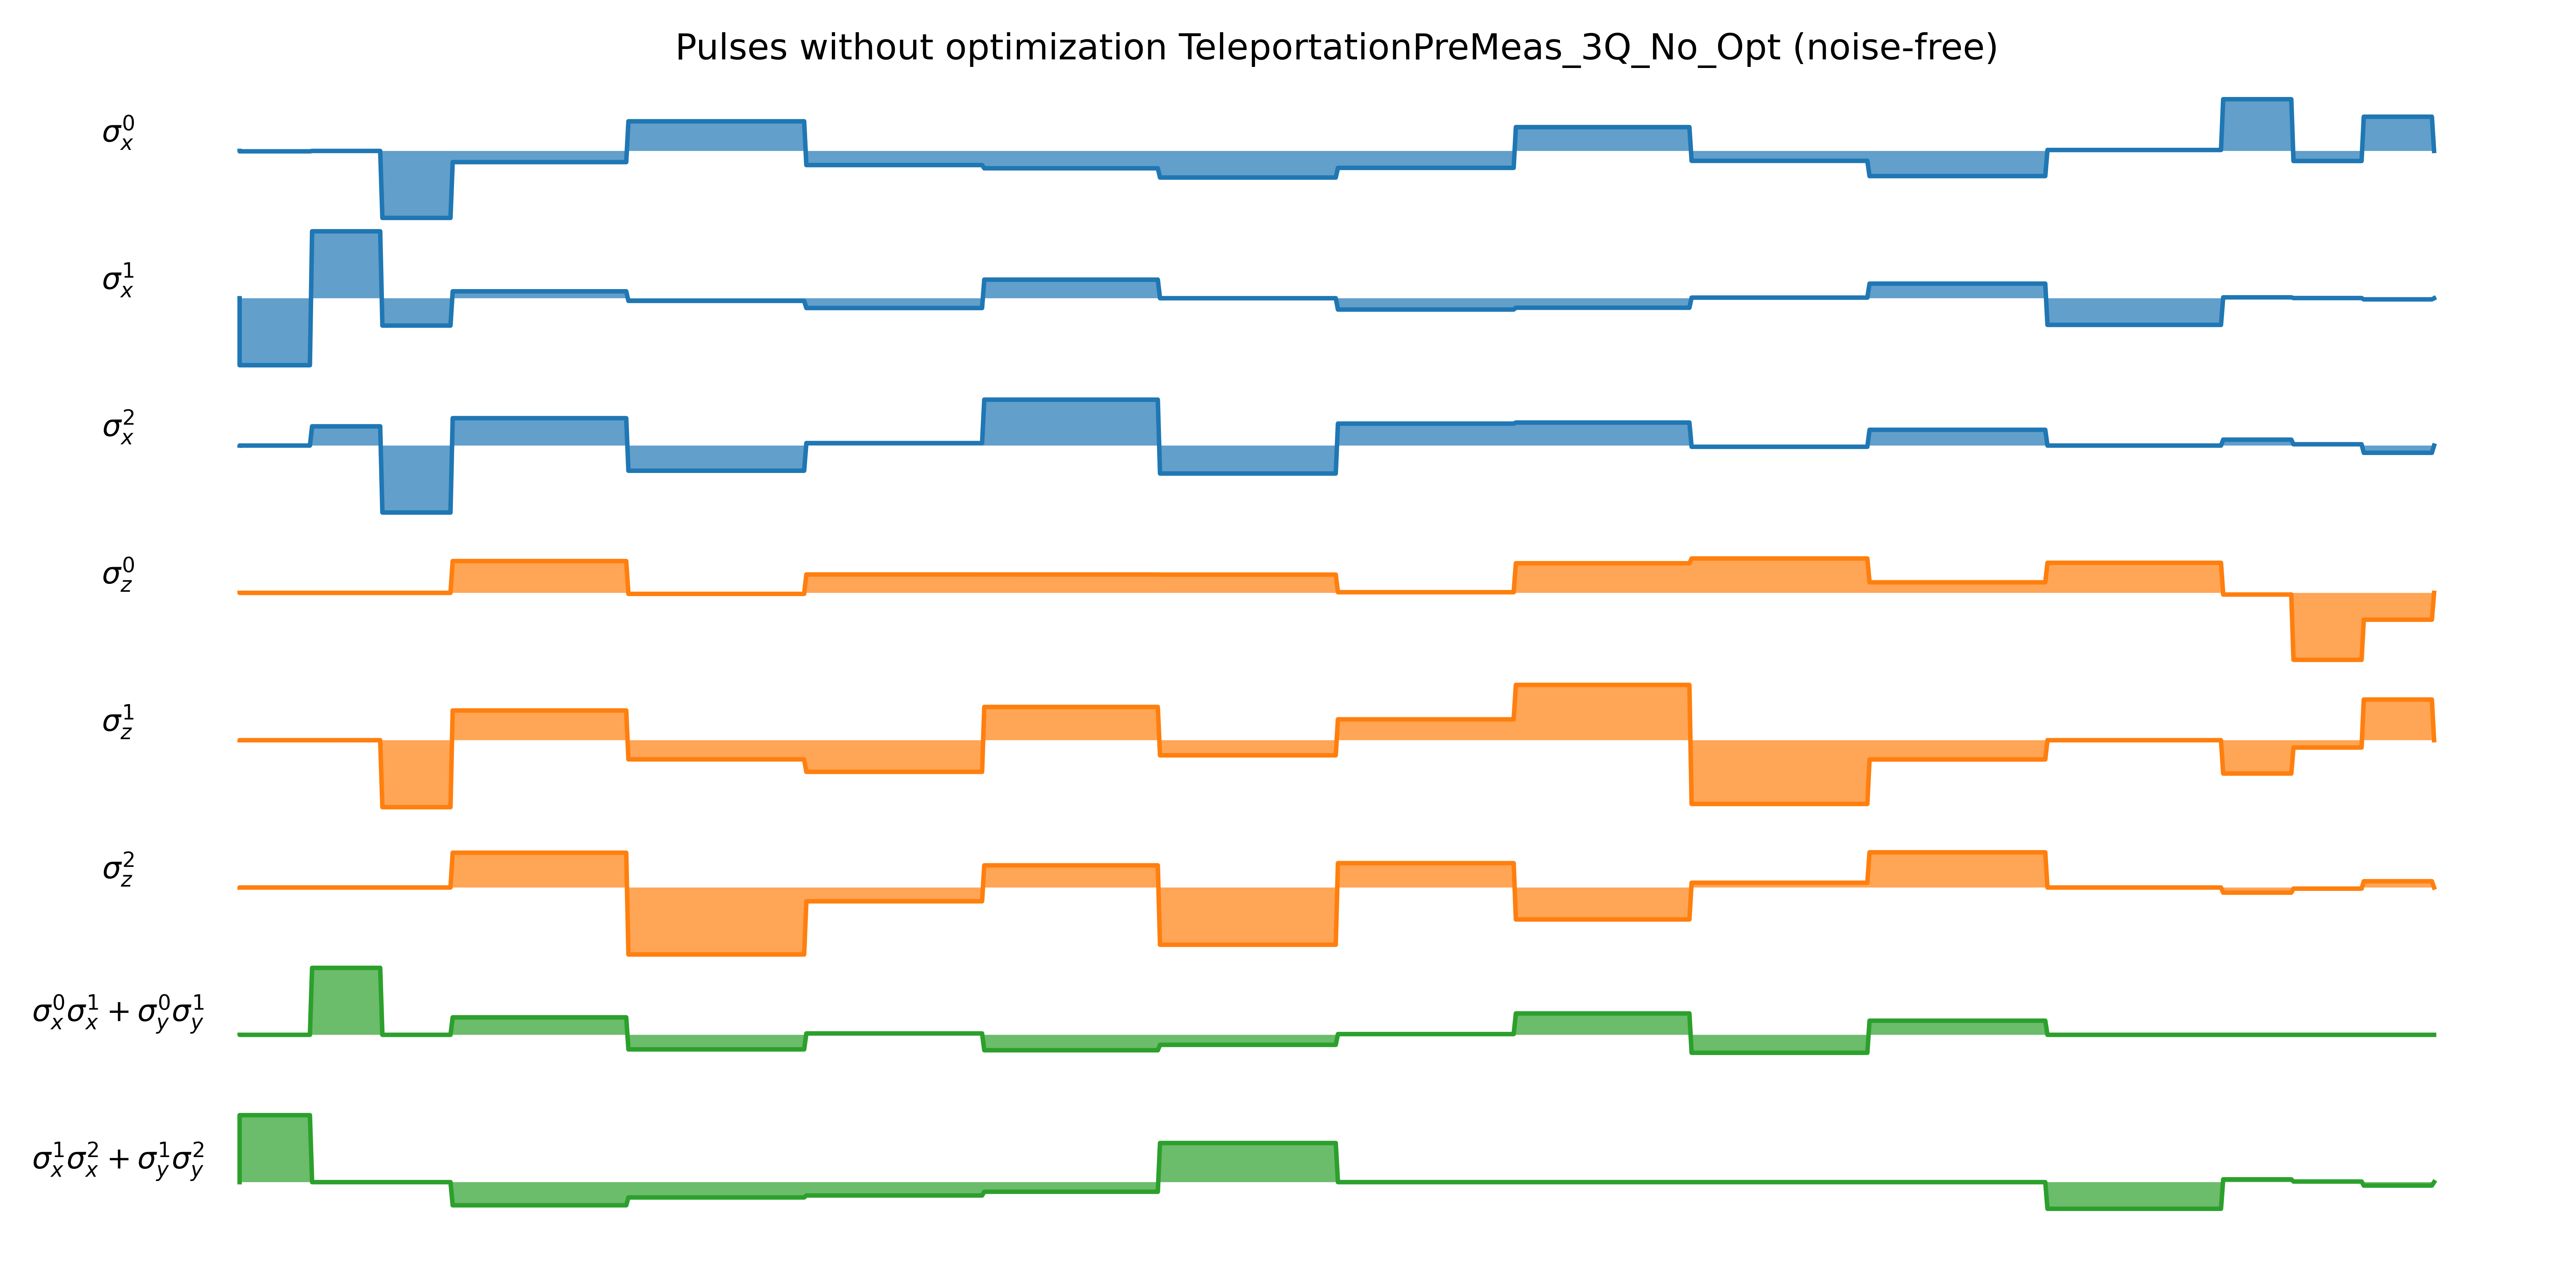 Pulses without optimization TeleportationPreMeas_3Q_No_Opt (noise-free)
σ_x^0
σ_x^1
σ_x^2
σ_z^0
σ_z^1
σ_z^2
σ_x^0σ_x^1 + σ_y^0σ_y^1
σ_x^1σ_x^2 + σ_y^1σ_y^2